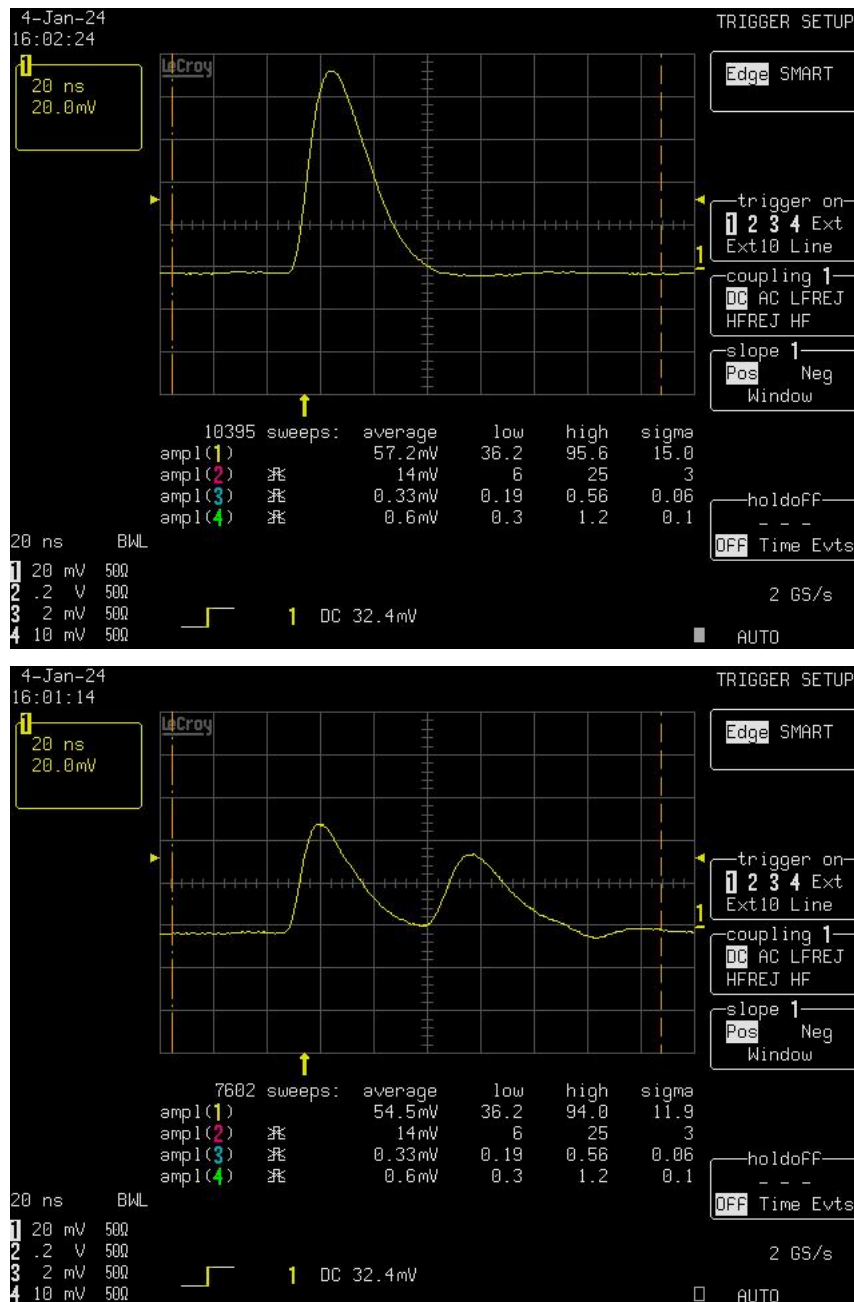 4-Jan-24
16:02:24
TRIGGER SETUP
1
20 ns
20.0mV
LeCroy
Edge SMART
trigger on
1 2 3 4 Ext
Ext10 Line
1
coupling 1
DC AC LFREJ
HFREJ HF
slope 1
Pos Neg
Window
10395 sweeps: average low high sigma
ampl(1) 57.2mV 36.2 95.6 15.0
ampl(2) 14mV 6 25 3
ampl(3) 0.33mV 0.19 0.56 0.06
ampl(4) 0.6mV 0.3 1.2 0.1
holdoff
- - -
OFF Time Evts
20 ns BWL
1 20 mV 50Ω
2 .2 V 50Ω
3 2 mV 50Ω
4 10 mV 50Ω
1 DC 32.4mV
2 GS/s
AUTO
4-Jan-24
16:01:14
TRIGGER SETUP
1
20 ns
20.0mV
LeCroy
Edge SMART
trigger on
1 2 3 4 Ext
Ext10 Line
1
coupling 1
DC AC LFREJ
HFREJ HF
slope 1
Pos Neg
Window
7602 sweeps: average low high sigma
ampl(1) 54.5mV 36.2 94.0 11.9
ampl(2) 14mV 6 25 3
ampl(3) 0.33mV 0.19 0.56 0.06
ampl(4) 0.6mV 0.3 1.2 0.1
holdoff
- - -
OFF Time Evts
20 ns BWL
1 20 mV 50Ω
2 .2 V 50Ω
3 2 mV 50Ω
4 10 mV 50Ω
1 DC 32.4mV
2 GS/s
AUTO